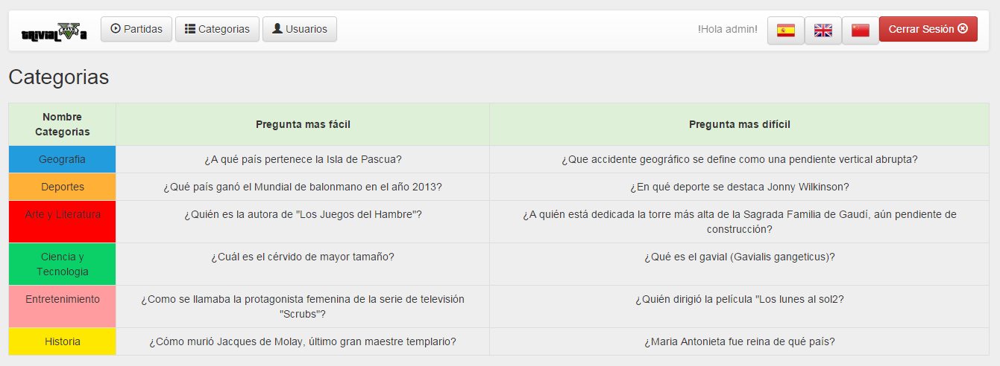 TRIVIAL FIVE a Partidas Categorias Usuarios !Hola admin! Cerrar Sesión
Categorias
Nombre
Categorias
Pregunta mas fácil
Pregunta mas difícil
Geografía
¿A qué país pertenece la Isla de Pascua?
¿Que accidente geográfico se define como una pendiente vertical abrupta?
Deportes
¿Qué país ganó el Mundial de balonmano en el año 2013?
¿En qué deporte se destaca Jonny Wilkinson?
Arte y Literatura
¿Quién es la autora de "Los Juegos del Hambre"?
¿A quién está dedicada la torre más alta de la Sagrada Familia de Gaudí, aún pendiente de
construcción?
Ciencia y
Tecnología
¿Cuál es el cérvido de mayor tamaño?
¿Qué es el gavial (Gavialis gangeticus)?
Entretenimiento
¿Como se llamaba la protagonista femenina de la serie de televisión
"Scrubs"?
¿Quién dirigió la película "Los lunes al sol2?
Historia
¿Cómo murió Jacques de Molay, último gran maestre templario?
¿Maria Antonieta fue reina de qué país?